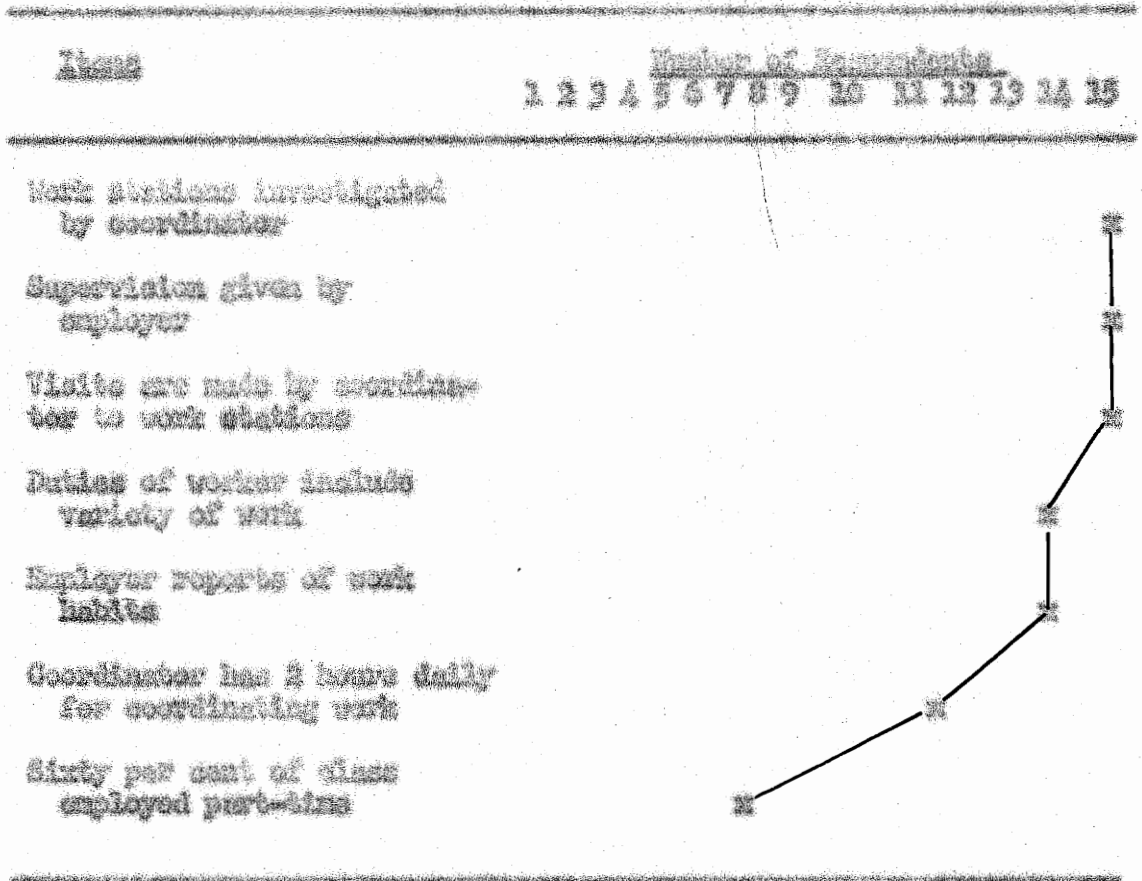 Items
Number of Respondents
1 2 3 4 5 6 7 8 9 10 11 12 13 14 15
Work stations investigated
by coordinator
Supervision given by
employer
Visits are made by coordina-
tor to work stations
Duties of worker include
variety of work
Employer reports of work
habits
Coordinator has 2 hours daily
for coordinating work
Sixty per cent of class
employed part-time